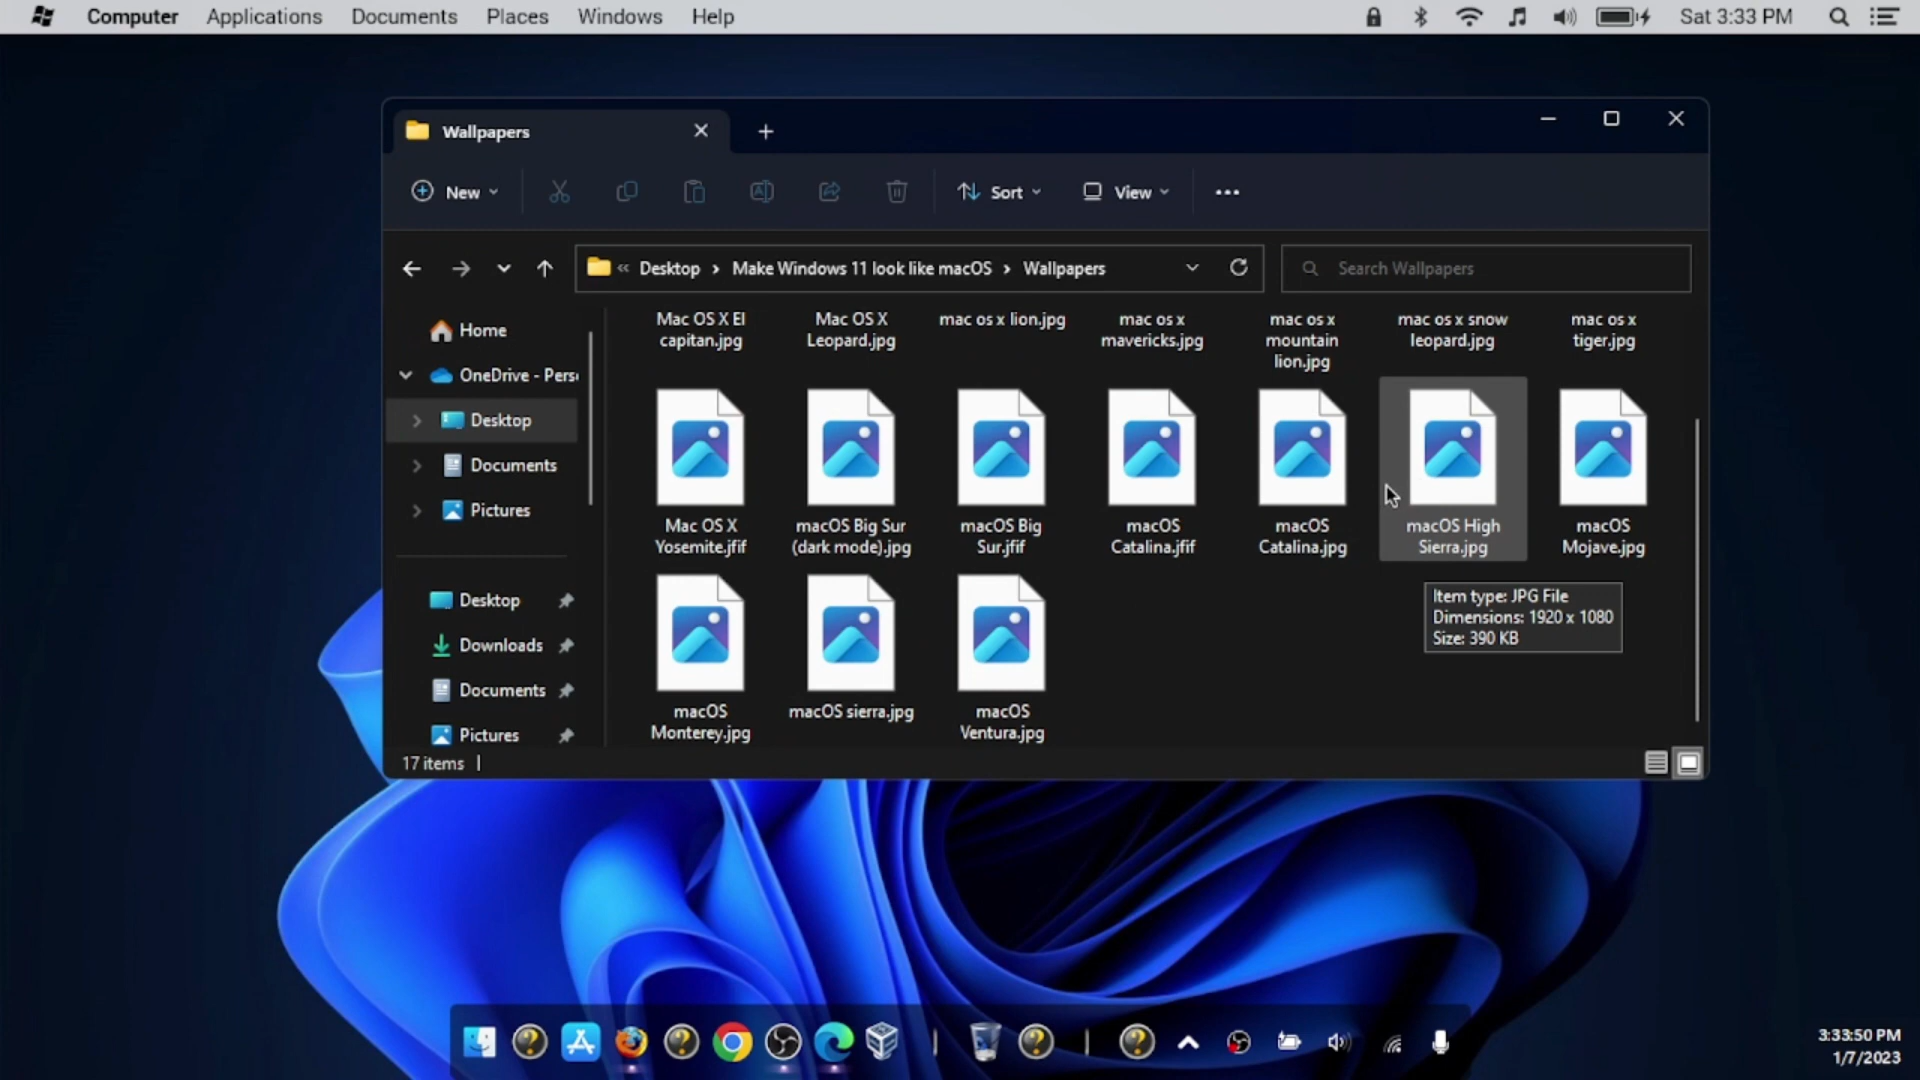 Computer Applications Documents Places Windows Help Sat 3:33 PM
Wallpapers
New Sort View
« Desktop > Make Windows 11 look like macOS > Wallpapers Search Wallpapers
Home
OneDrive - Pers
Desktop
Documents
Pictures
Desktop
Downloads
Documents
Pictures
Mac OS X El
capitan.jpg
Mac OS X
Leopard.jpg
mac os x lion.jpg
mac os x
mavericks.jpg
mac os x
mountain
lion.jpg
mac os x snow
leopard.jpg
mac os x
tiger.jpg
Mac OS X
Yosemite.jfif
macOS Big Sur
(dark mode).jpg
macOS Big
Sur.jfif
macOS
Catalina.jfif
macOS
Catalina.jpg
macOS High
Sierra.jpg
macOS
Mojave.jpg
macOS
Monterey.jpg
macOS sierra.jpg
macOS
Ventura.jpg
Item type: JPG File
Dimensions: 1920 x 1080
Size: 390 KB
17 items
3:33:50 PM
1/7/2023